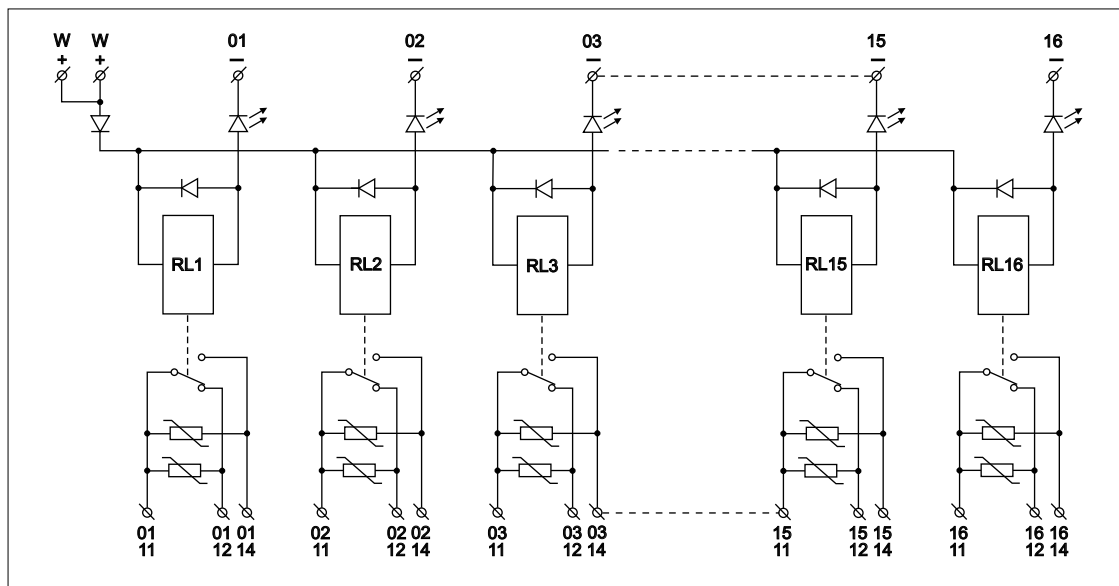 W W 01 02 03 15 16
+ + – – – – –
RL1 RL2 RL3 RL15 RL16
01 01 01 02 02 02 03 03 03 15 15 15 16 16 16
11 12 14 11 12 14 11 12 14 11 12 14 11 12 14